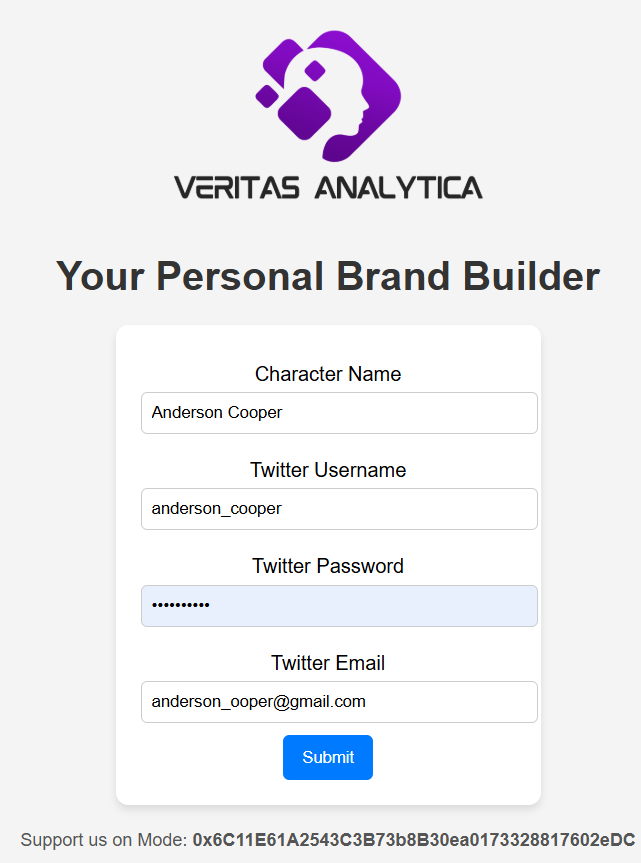 VERITAS ANALYTICA
Your Personal Brand Builder
Character Name
Anderson Cooper
Twitter Username
anderson_cooper
Twitter Password
••••••••••
Twitter Email
anderson_ooper@gmail.com
Submit
Support us on Mode: 0x6C11E61A2543C3B73b8B30ea0173328817602eDC